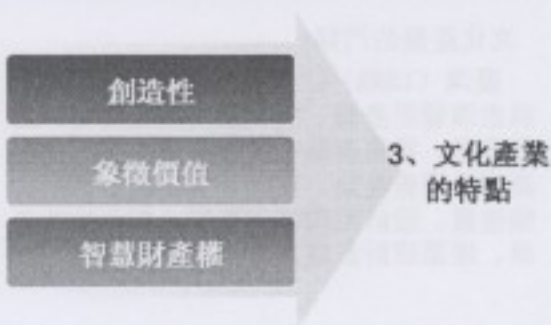 創造性
象徵價值
智慧財產權
3、文化產業
的特點